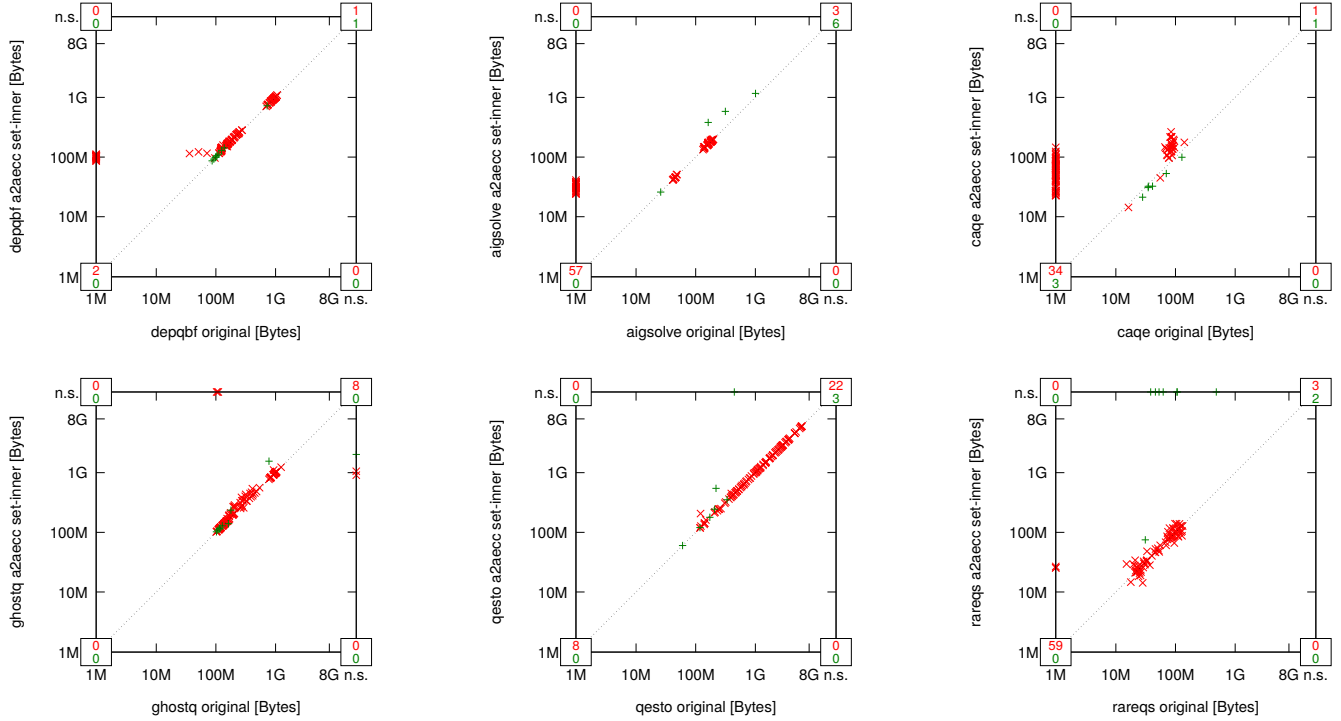 n.s. 0 0 1 1
8G
1G
100M
10M
1M 2 0 0 0
1M 10M 100M 1G 8G n.s.
depqbf a2aecc set-inner [Bytes]
depqbf original [Bytes]
n.s. 0 0 3 6
8G
1G
100M
10M
1M 57 0 0 0
1M 10M 100M 1G 8G n.s.
aigsolve a2aecc set-inner [Bytes]
aigsolve original [Bytes]
n.s. 0 0 1 1
8G
1G
100M
10M
1M 34 3 0 0
1M 10M 100M 1G 8G n.s.
caqe a2aecc set-inner [Bytes]
caqe original [Bytes]
n.s. 0 0 8 0
8G
1G
100M
10M
1M 0 0 0 0
1M 10M 100M 1G 8G n.s.
ghostq a2aecc set-inner [Bytes]
ghostq original [Bytes]
n.s. 0 0 22 3
8G
1G
100M
10M
1M 8 0 0 0
1M 10M 100M 1G 8G n.s.
qesto a2aecc set-inner [Bytes]
qesto original [Bytes]
n.s. 0 0 3 2
8G
1G
100M
10M
1M 59 0 0 0
1M 10M 100M 1G 8G n.s.
rareqs a2aecc set-inner [Bytes]
rareqs original [Bytes]